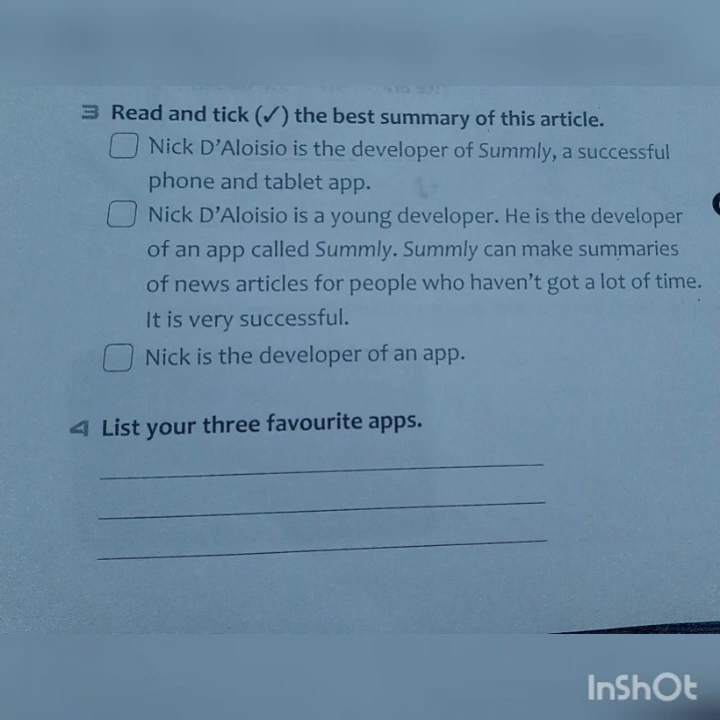 3 Read and tick (✓) the best summary of this article.
Nick D'Aloisio is the developer of Summly, a successful
phone and tablet app.
Nick D'Aloisio is a young developer. He is the developer
of an app called Summly. Summly can make summaries
of news articles for people who haven't got a lot of time.
It is very successful.
Nick is the developer of an app.
4 List your three favourite apps.
InShOt